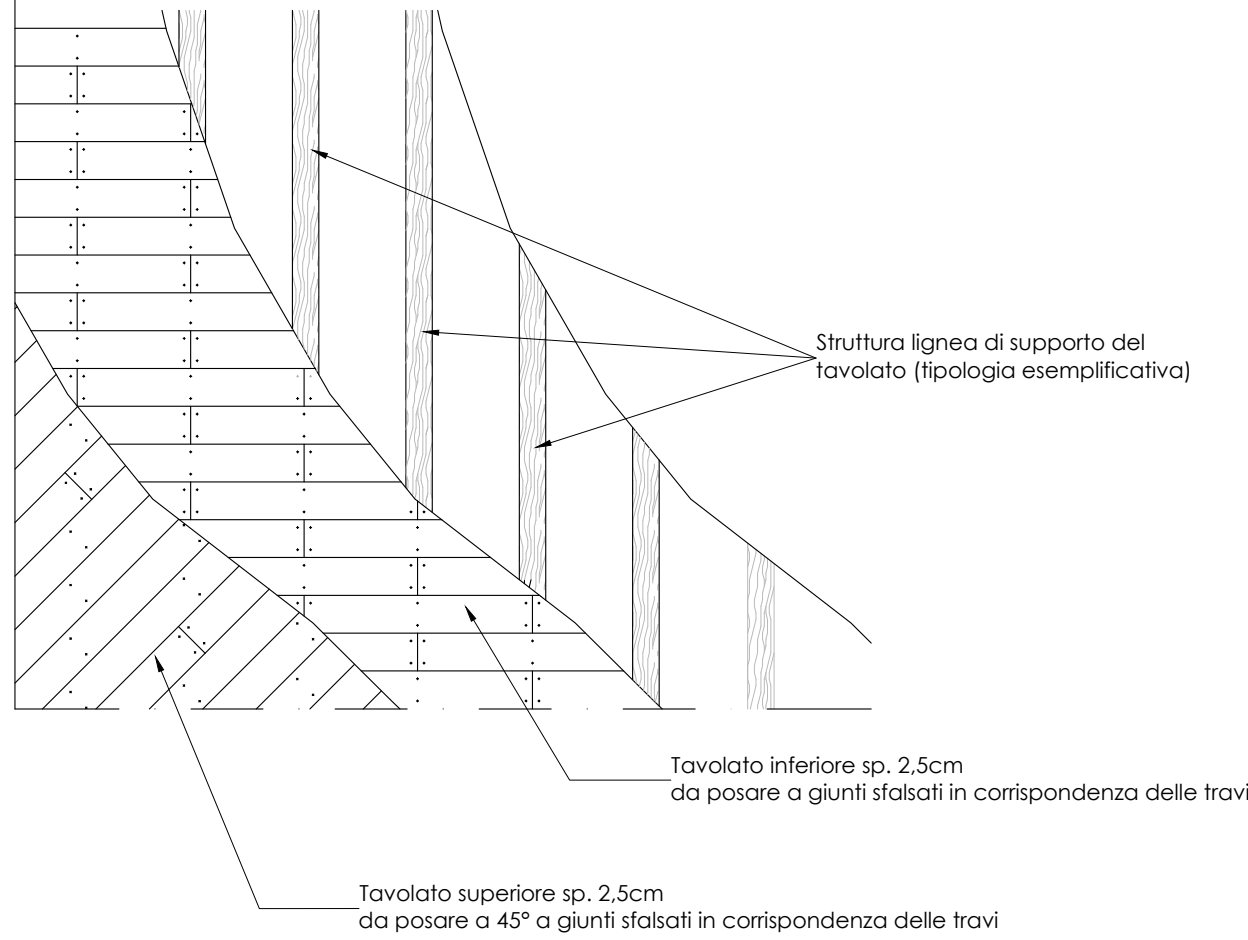 Struttura lignea di supporto del
tavolato (tipologia esemplificativa)
Tavolato inferiore sp. 2,5cm
da posare a giunti sfalsati in corrispondenza delle travi
Tavolato superiore sp. 2,5cm
da posare a 45° a giunti sfalsati in corrispondenza delle travi